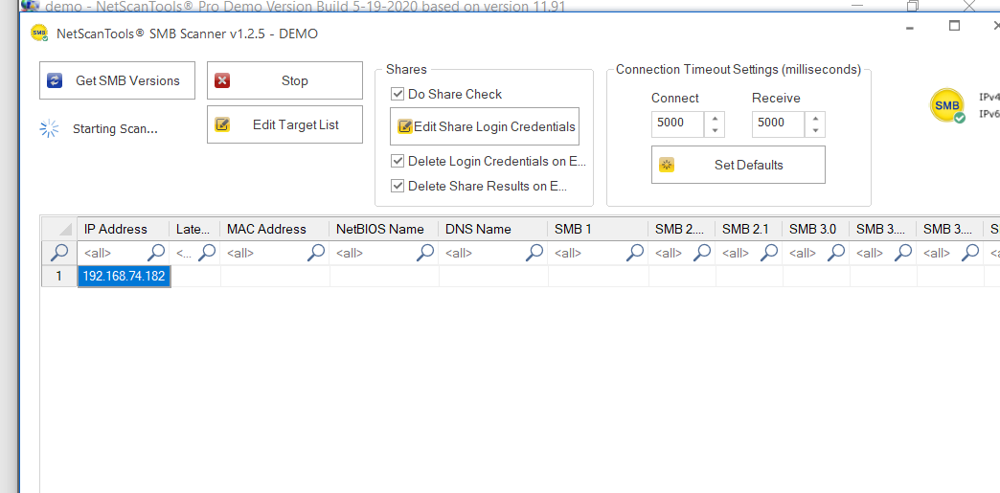 demo - NetScanTools® Pro Demo Version Build 5-19-2020 based on version 11.91
SMB NetScanTools® SMB Scanner v1.2.5 - DEMO
Get SMB Versions
Stop
Starting Scan...
Edit Target List
Shares
Do Share Check
Edit Share Login Credentials
Delete Login Credentials on E...
Delete Share Results on E...
Connection Timeout Settings (milliseconds)
Connect Receive
5000 5000
Set Defaults
SMB
IPv4
IPv6
IP Address Late... MAC Address NetBIOS Name DNS Name SMB 1 SMB 2.... SMB 2.1 SMB 3.0 SMB 3.... SMB 3.... S
<all> <... <all> <all> <all> <all> <all> <all> <all> <all> <all> <a
1 192.168.74.182